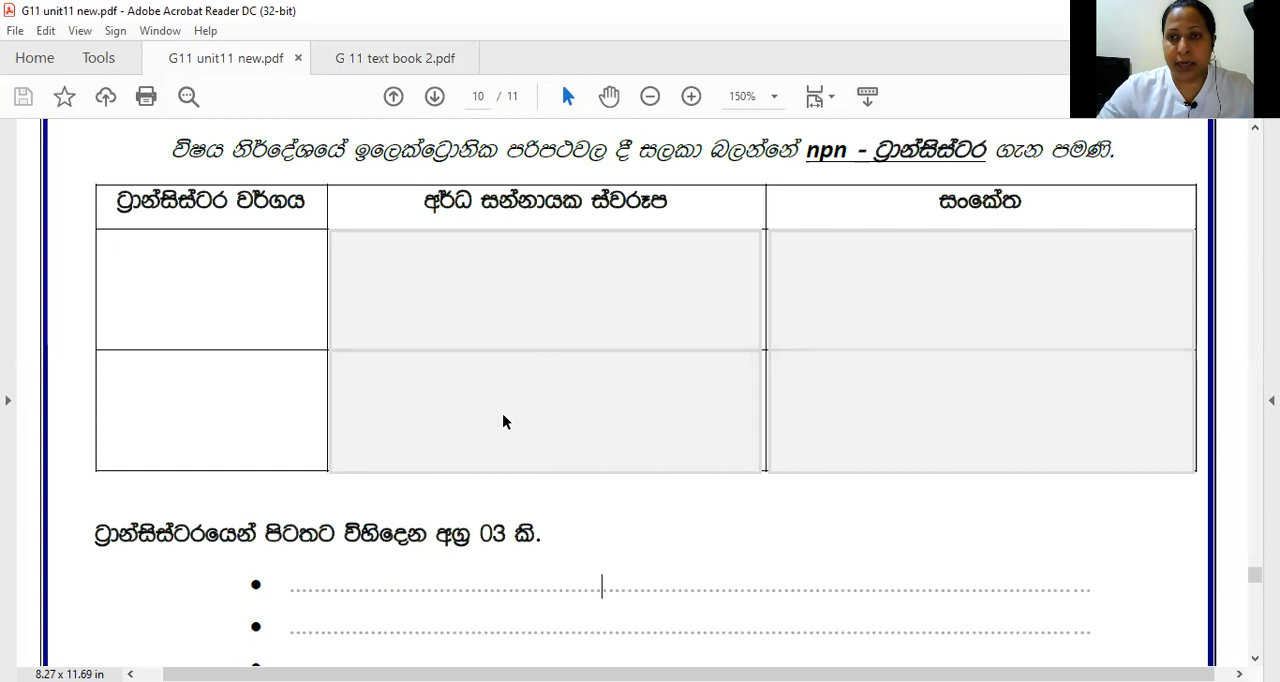 G11 unit11 new.pdf - Adobe Acrobat Reader DC (32-bit)
File Edit View Sign Window Help
Home Tools G11 unit11 new.pdf × G 11 text book 2.pdf
10 / 11 150%
විෂය නිර්දේශයේ ඉලෙක්ට්‍රොනික පරිපථවල දී සලකා බලන්නේ npn - ට්‍රාන්සිස්ටර ගැන පමණි.
ට්‍රාන්සිස්ටර වර්ගය අර්ධ සන්නායක ස්වරූප සංකේත
ට්‍රාන්සිස්ටරයෙන් පිටතට විහිදෙන අග්‍ර 03 කි.
• ........................................................................
• ........................................................................
8.27 x 11.69 in